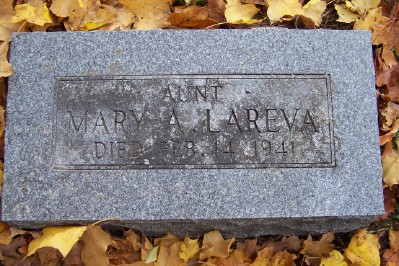 AUNT
MARY A. LAREVA
DIED FEB. 14, 1941